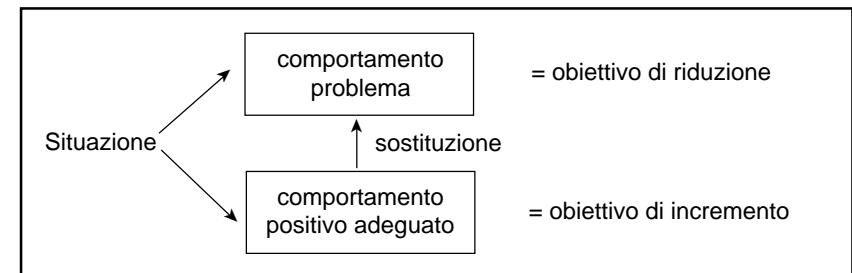 comportamento
problema
= obiettivo di riduzione
Situazione
sostituzione
comportamento
positivo adeguato
= obiettivo di incremento